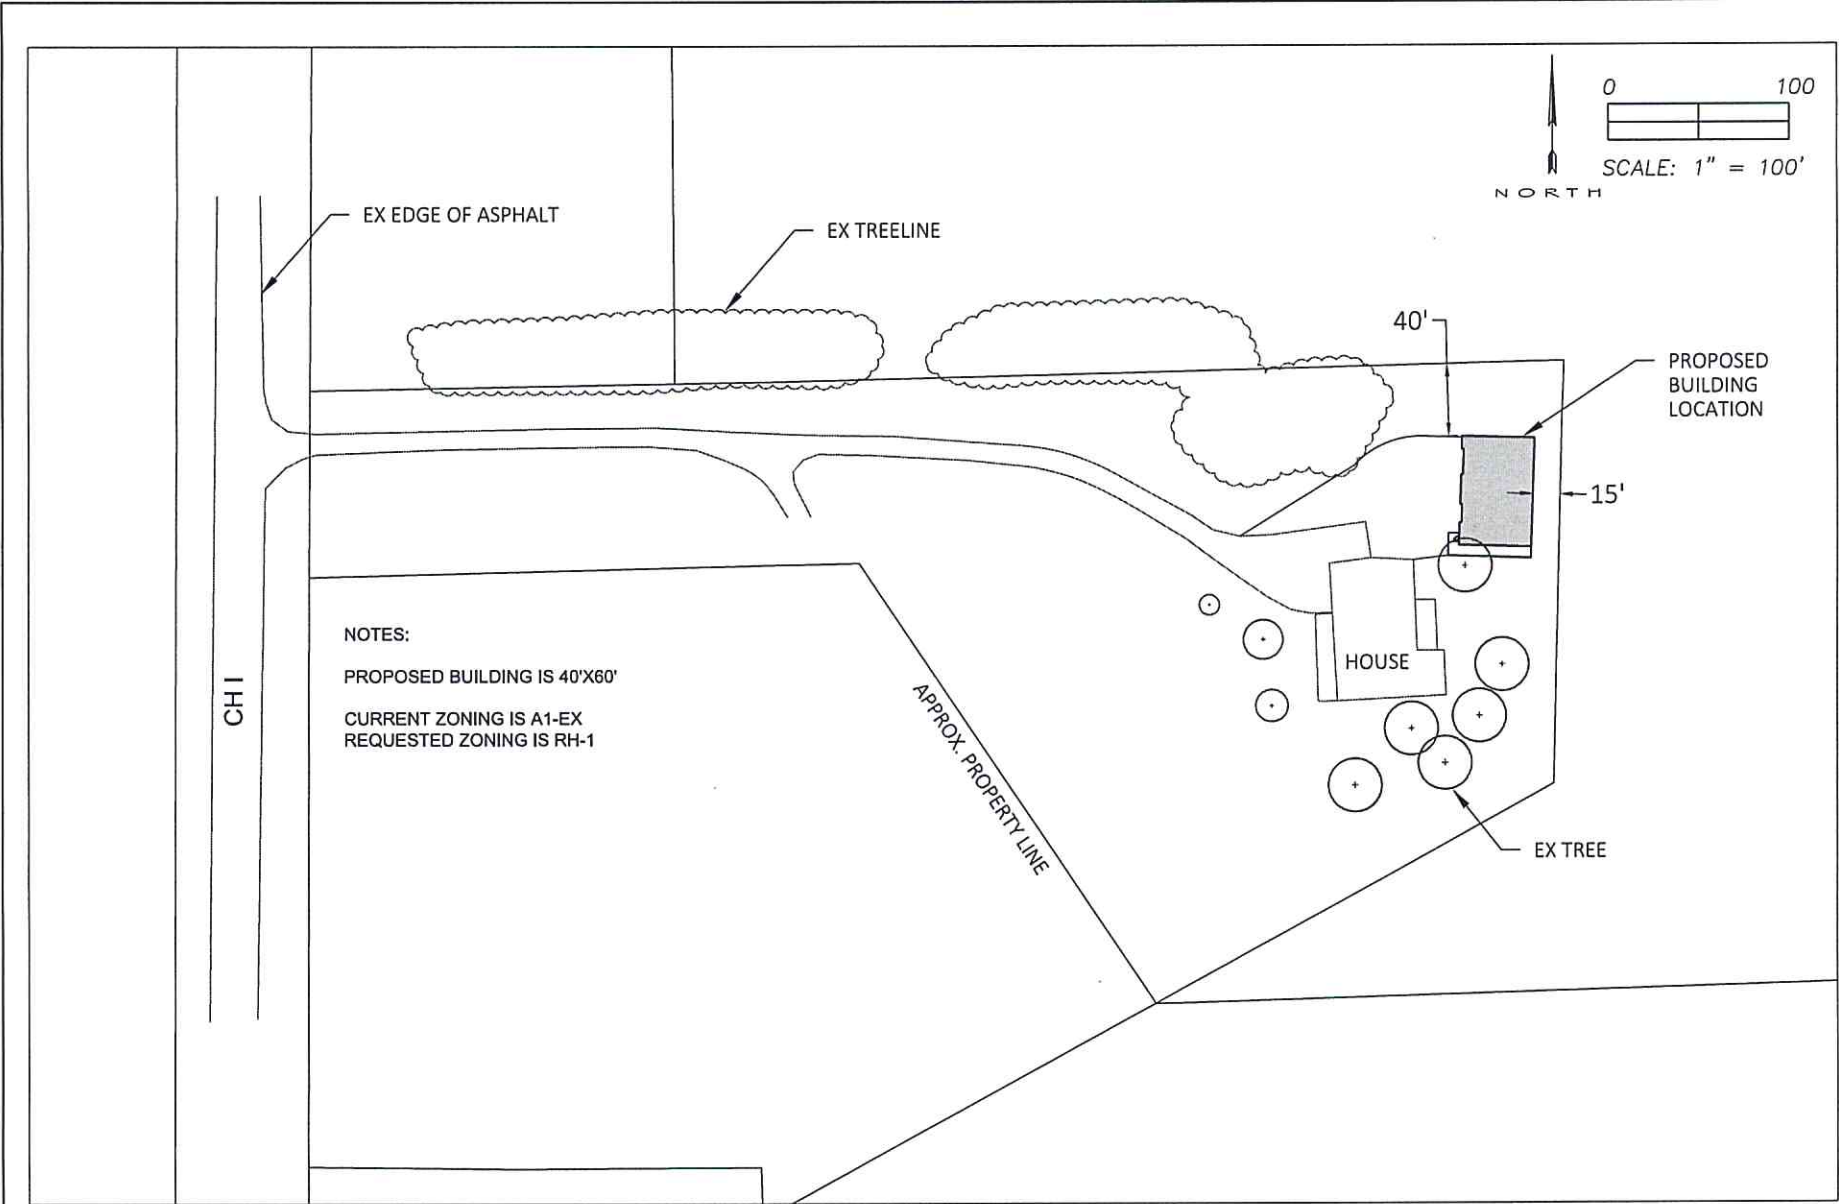 0 100
SCALE: 1" = 100'
NORTH
EX EDGE OF ASPHALT
EX TREELINE
40'
PROPOSED
BUILDING
LOCATION
15'
NOTES:
PROPOSED BUILDING IS 40'X60'
CURRENT ZONING IS A1-EX
REQUESTED ZONING IS RH-1
CH I
HOUSE
APPROX. PROPERTY LINE
EX TREE